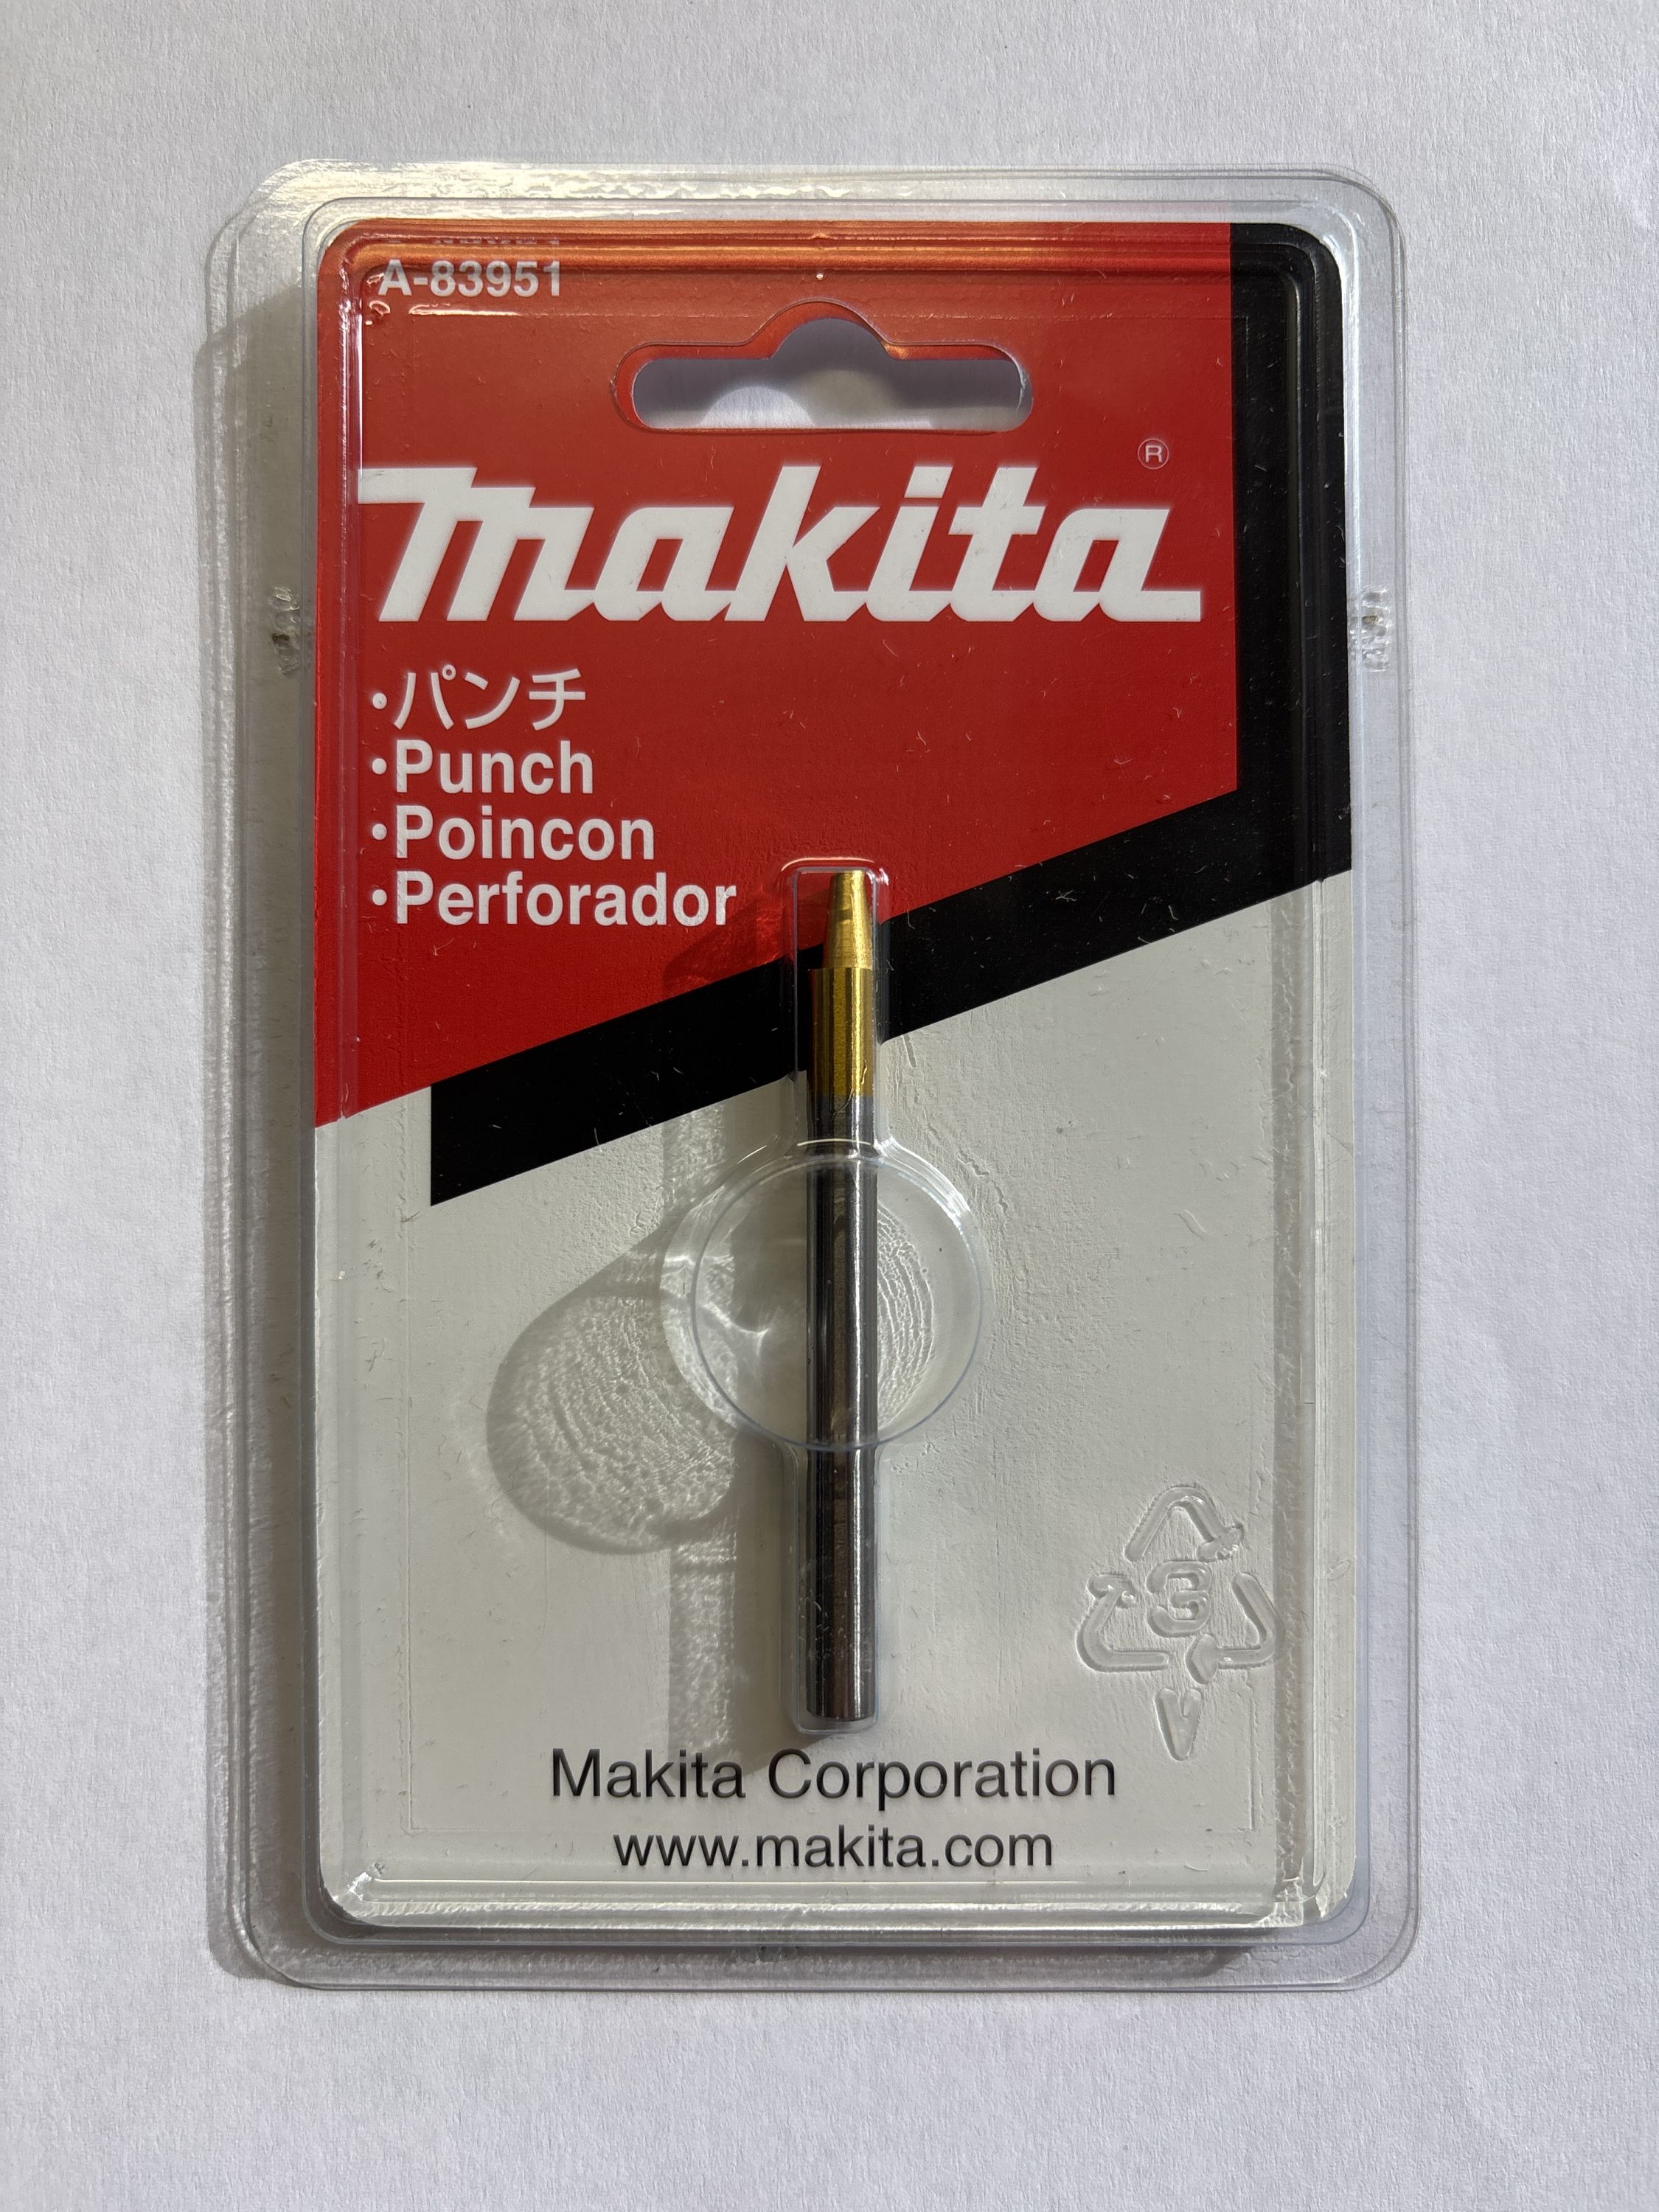 A-83951
makita®
・パンチ
・Punch
・Poincon
・Perforador
3
V
Makita Corporation
www.makita.com